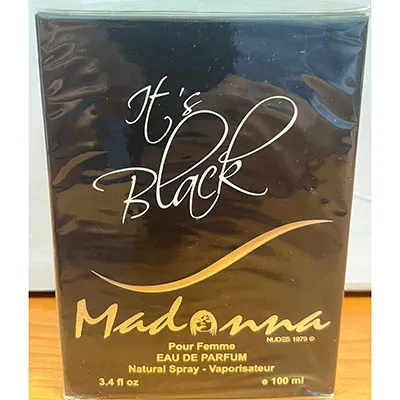 It's
Black
Madonna
NUDES 1979 ®
Pour Femme
EAU DE PARFUM
Natural Spray - Vaporisateur
3.4 fl oz e 100 ml